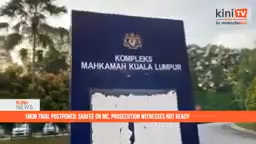 kini
TV
KOMPLEKS
MAHKAMAH KUALA LUMPUR
KINI
NEWS
1MDB TRIAL POSTPONED: SHAFEE ON MC, PROSECUTION WITNESSES NOT READY